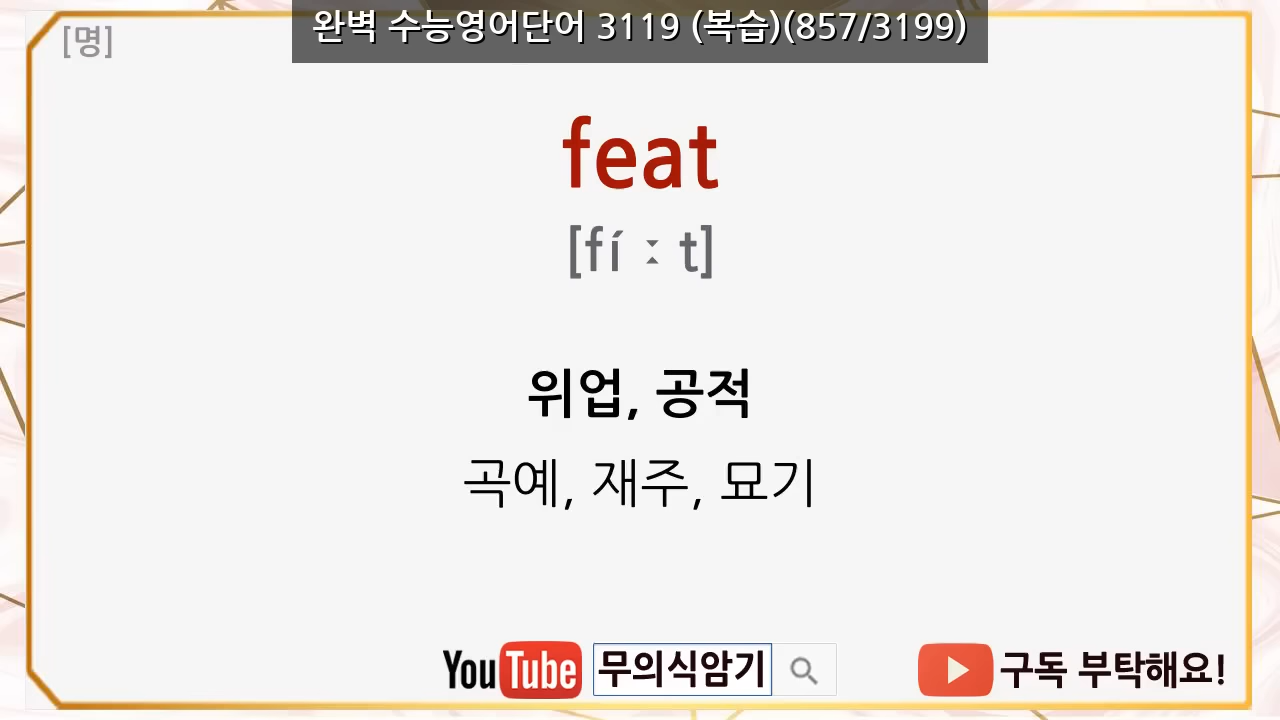 완벽 수능영어단어 3119 (복습)(857/3199)
[명]
feat
[fíːt]
위업, 공적
곡예, 재주, 묘기
YouTube 무의식암기
구독 부탁해요!